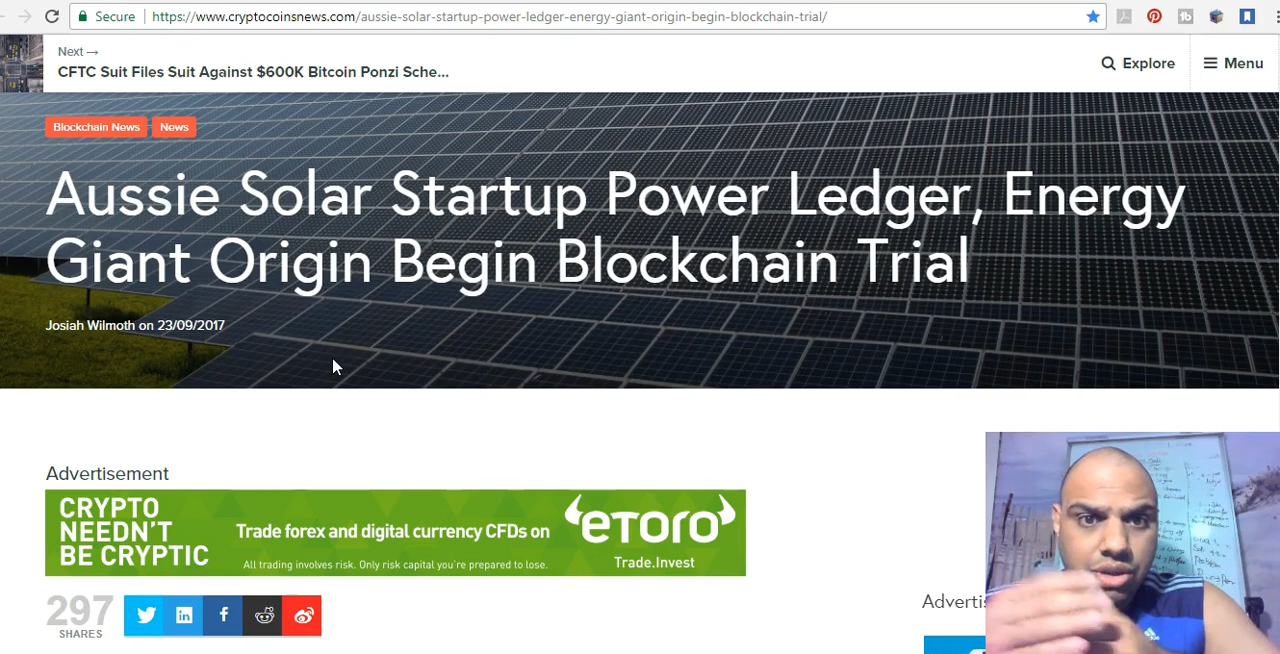 Secure
https://www.cryptocoinsnews.com/aussie-solar-startup-power-ledger-energy-giant-origin-begin-blockchain-trial/
Next →
CFTC Suit Files Suit Against $600K Bitcoin Ponzi Sche...
Explore
Menu
Blockchain News
News
Aussie Solar Startup Power Ledger, Energy
Giant Origin Begin Blockchain Trial
Josiah Wilmoth on 23/09/2017
Advertisement
CRYPTO
NEEDN'T
BE CRYPTIC
Trade forex and digital currency CFDs on
All trading involves risk. Only risk capital you're prepared to lose.
eTORO
Trade.Invest
297
SHARES
Adverti
adidas